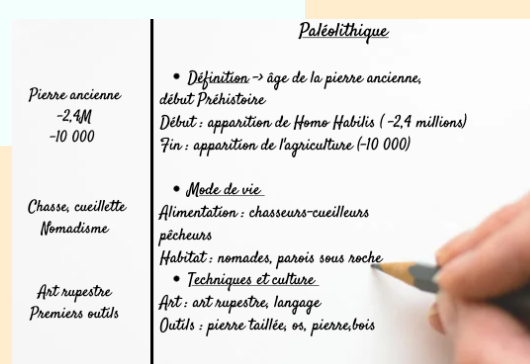 Paléolithique
Pierre ancienne
-2,4M
-10 000
• Définition -> âge de la pierre ancienne,
début Préhistoire
Début : apparition de Homo Habilis ( -2,4 millions)
Fin : apparition de l'agriculture (-10 000)
Chasse, cueillette
Nomadisme
• Mode de vie
Alimentation : chasseurs-cueilleurs
pêcheurs
Habitat : nomades, parois sous roche
Art rupestre
Premiers outils
• Techniques et culture
Art : art rupestre, langage
Outils : pierre taillée, os, pierre,bois